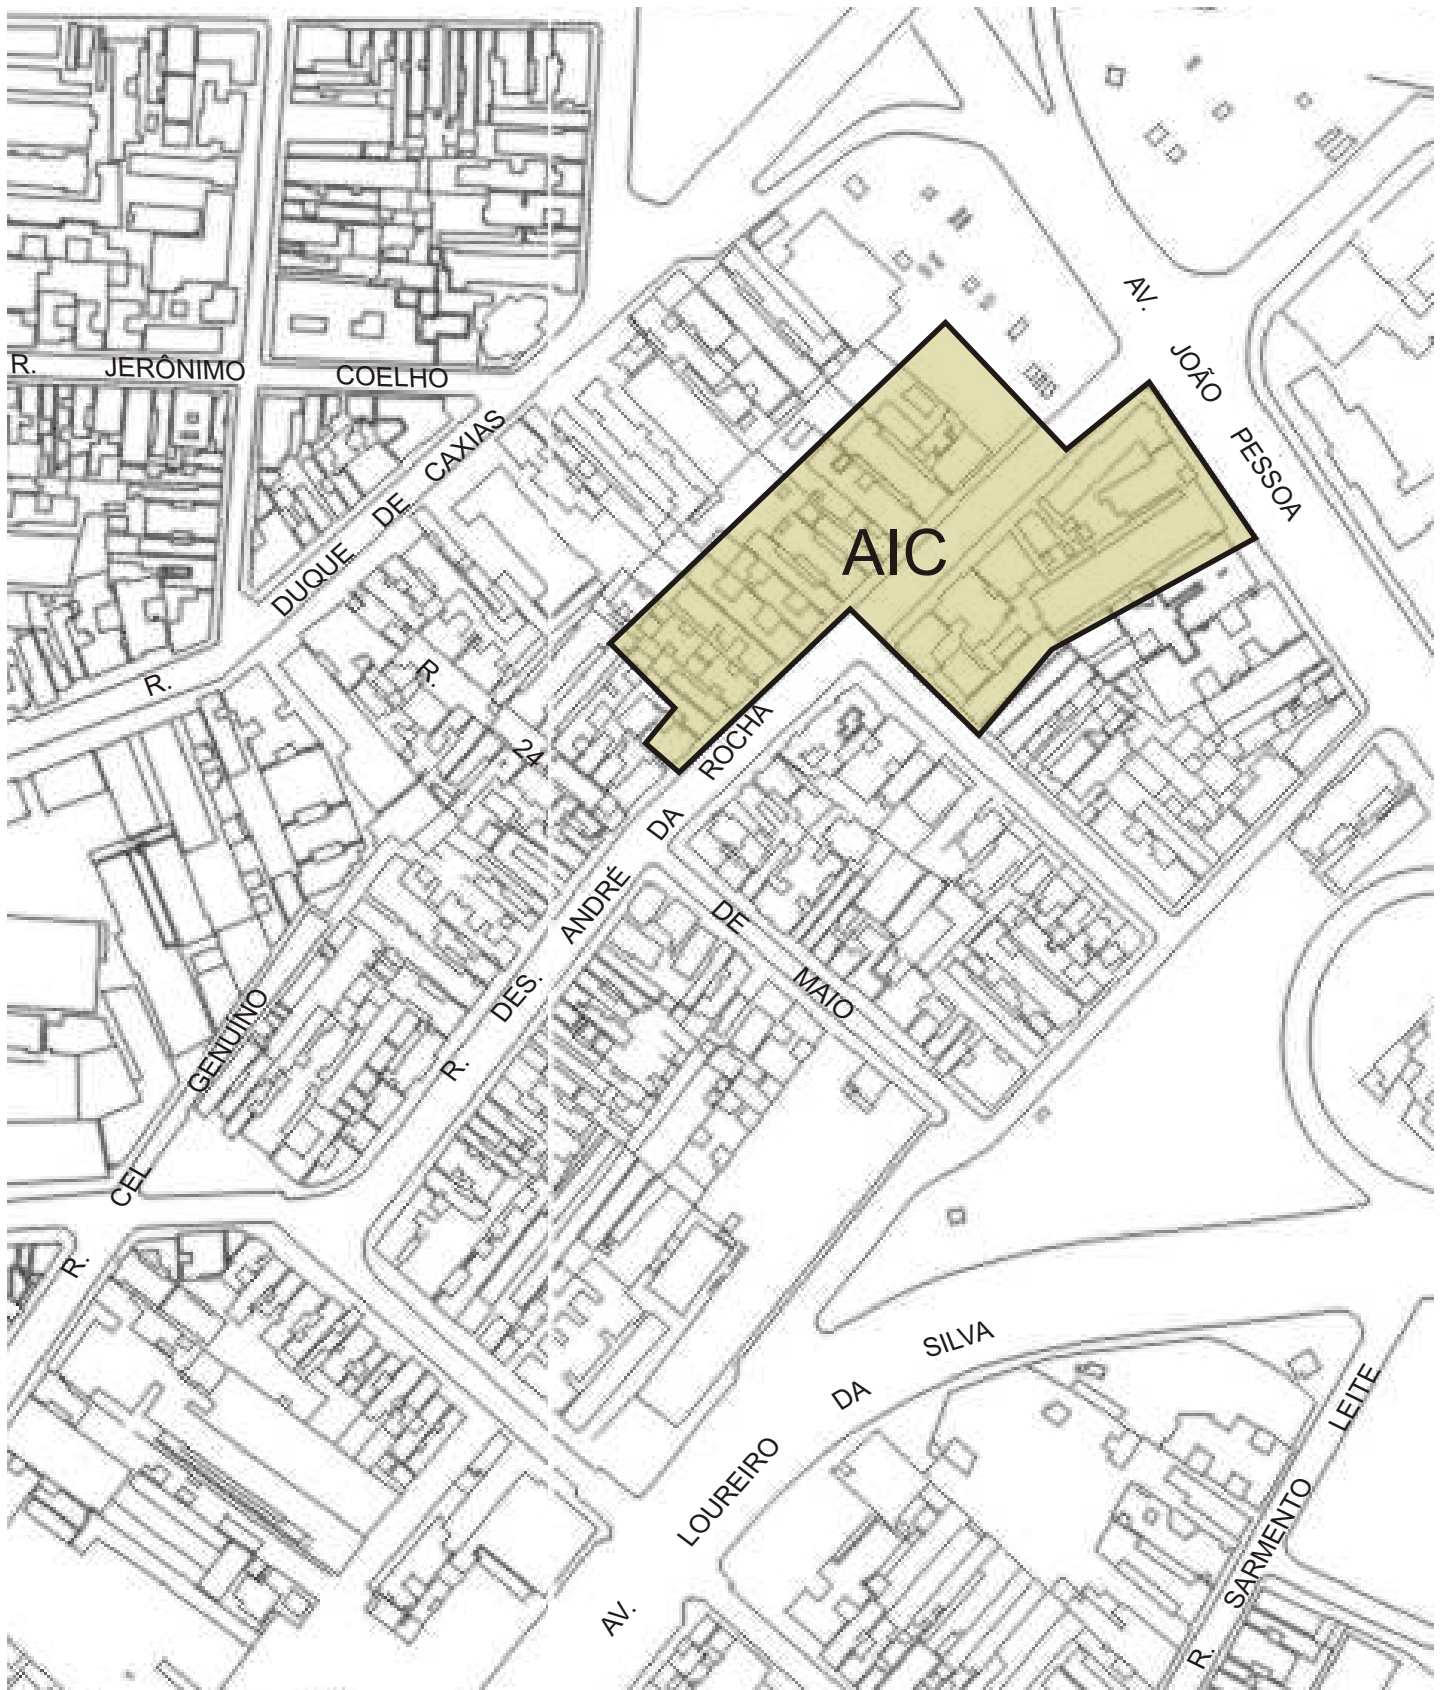 R. JERÔNIMO COELHO
R. DUQUE DE CAXIAS
AV. JOÃO PESSOA
AIC
R. 24 DE MAIO
R. DES. ANDRÉ DA ROCHA
R. CEL GENUÍNO
AV. LOUREIRO DA SILVA
R. SARMENTO LEITE